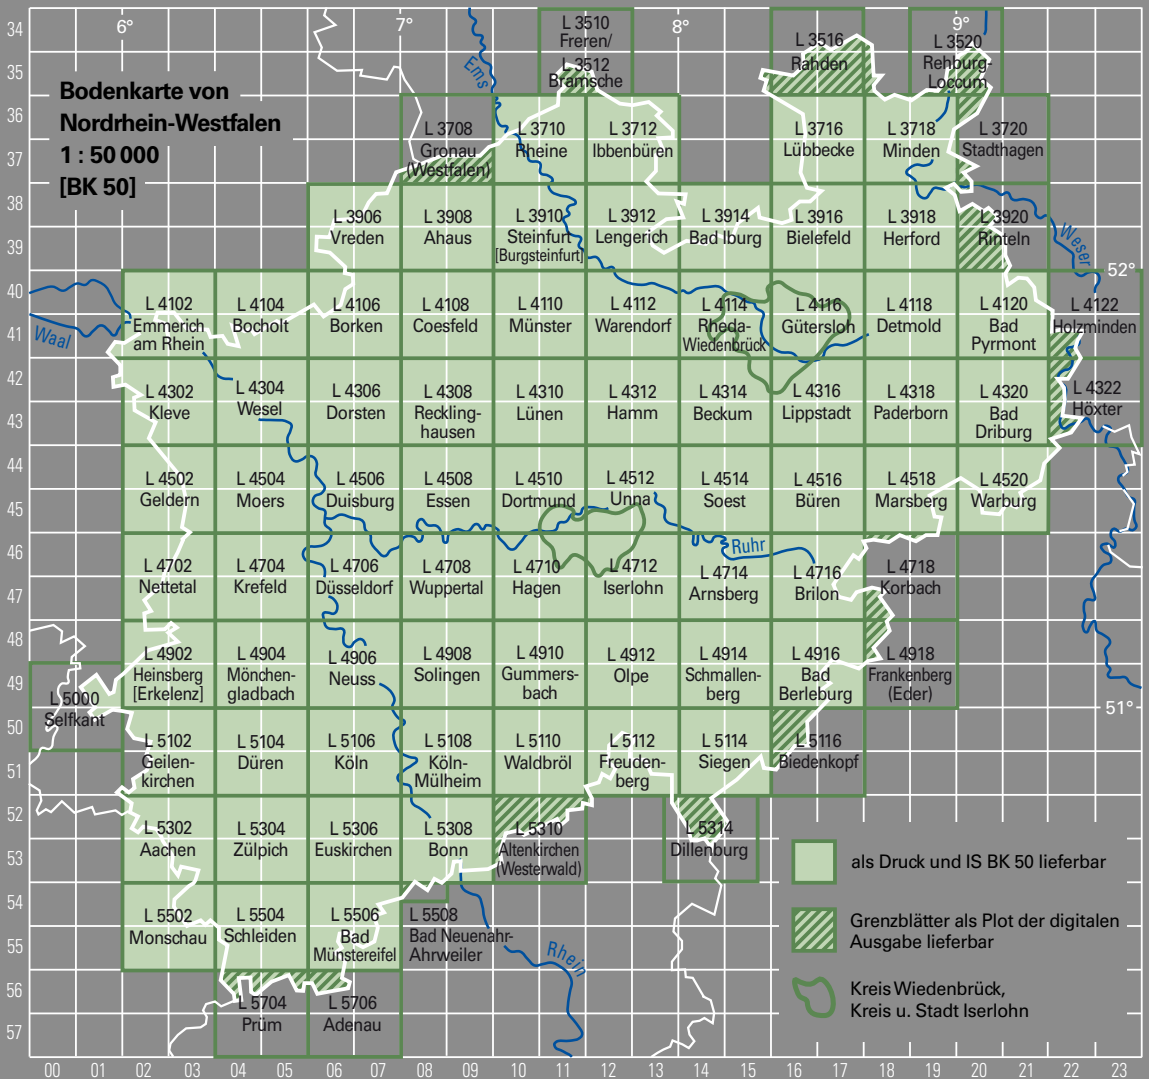 34
6°
7°
L 3510
Freren/
8°
9°
L 3516
Rahden
L 3520
Rehburg-
Loccum
35
Ems
L 3512
Bramsche
Bodenkarte von
Nordrhein-Westfalen
1 : 50 000
[BK 50]
36
L 3708
Gronau
(Westfalen)
L 3710
Rheine
L 3712
Ibbenbüren
L 3716
Lübbecke
L 3718
Minden
L 3720
Stadthagen
37
38
L 3906
Vreden
L 3908
Ahaus
L 3910
Steinfurt
[Burgsteinfurt]
L 3912
Lengerich
L 3914
Bad Iburg
L 3916
Bielefeld
L 3918
Herford
L 3920
Rinteln
Weser
39
52°
40
Waal
L 4102
Emmerich
am Rhein
L 4104
Bocholt
L 4106
Borken
L 4108
Coesfeld
L 4110
Münster
L 4112
Warendorf
L 4114
Rheda-
Wiedenbrück
L 4116
Gütersloh
L 4118
Detmold
L 4120
Bad
Pyrmont
L 4122
Holzminden
41
42
L 4302
Kleve
L 4304
Wesel
L 4306
Dorsten
L 4308
Reckling-
hausen
L 4310
Lünen
L 4312
Hamm
L 4314
Beckum
L 4316
Lippstadt
L 4318
Paderborn
L 4320
Bad
Driburg
L 4322
Höxter
43
44
L 4502
Geldern
L 4504
Moers
L 4506
Duisburg
L 4508
Essen
L 4510
Dortmund
L 4512
Unna
L 4514
Soest
L 4516
Büren
L 4518
Marsberg
L 4520
Warburg
45
46
Ruhr
L 4702
Nettetal
L 4704
Krefeld
L 4706
Düsseldorf
L 4708
Wuppertal
L 4710
Hagen
L 4712
Iserlohn
L 4714
Arnsberg
L 4716
Brilon
L 4718
Korbach
47
48
L 4902
Heinsberg
[Erkelenz]
L 4904
Mönchen-
gladbach
L 4906
Neuss
L 4908
Solingen
L 4910
Gummers-
bach
L 4912
Olpe
L 4914
Schmallen-
berg
L 4916
Bad
Berleburg
L 4918
Frankenberg
(Eder)
49
L 5000
Selfkant
51°
50
L 5102
Geilen-
kirchen
L 5104
Düren
L 5106
Köln
L 5108
Köln-
Mülheim
L 5110
Waldbröl
L 5112
Freuden-
berg
L 5114
Siegen
L 5116
Biedenkopf
51
52
L 5302
Aachen
L 5304
Zülpich
L 5306
Euskirchen
L 5308
Bonn
L 5310
Altenkirchen
(Westerwald)
L 5314
Dillenburg
53
als Druck und IS BK 50 lieferbar
54
L 5502
Monschau
L 5504
Schleiden
L 5506
Bad
Münstereifel
L 5508
Bad Neuenahr-
Ahrweiler
Rhein
Grenzblätter als Plot der digitalen
Ausgabe lieferbar
55
56
L 5704
Prüm
L 5706
Adenau
Kreis Wiedenbrück,
Kreis u. Stadt Iserlohn
57
00 01 02 03 04 05 06 07 08 09 10 11 12 13 14 15 16 17 18 19 20 21 22 23